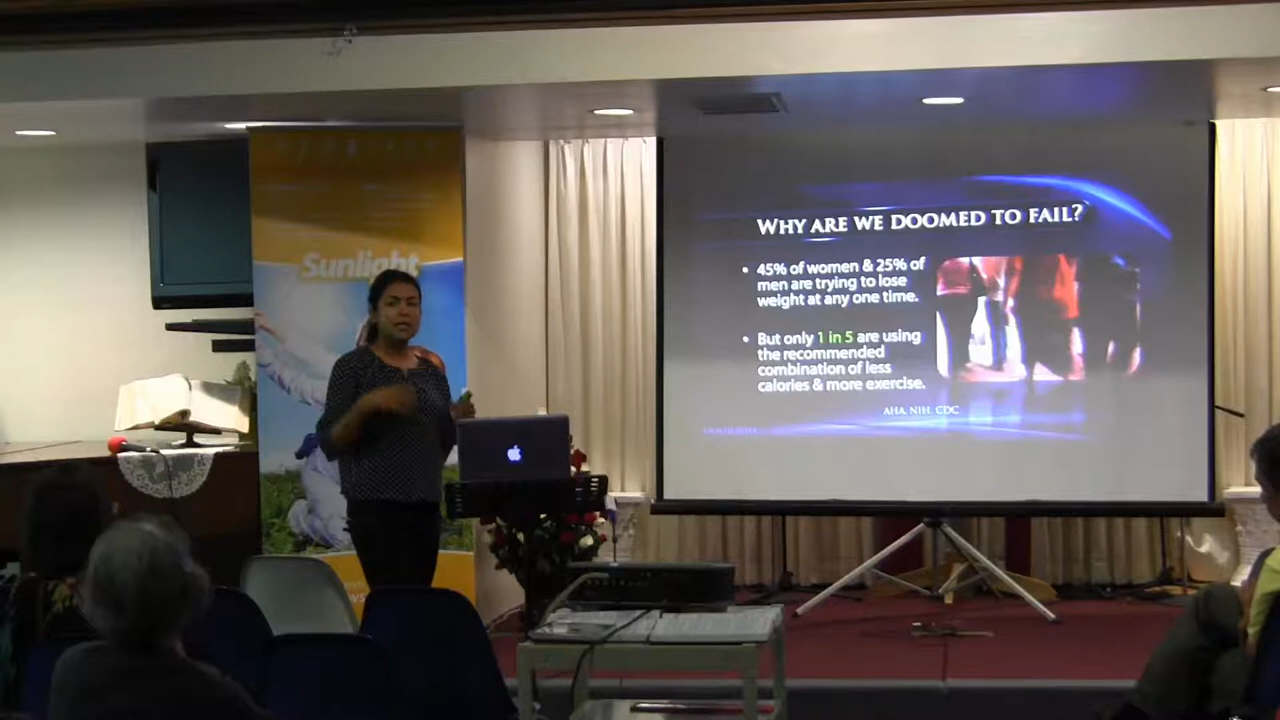 Sunlight
WHY ARE WE DOOMED TO FAIL?
• 45% of women & 25% of
men are trying to lose
weight at any one time.
• But only 1 in 5 are using
the recommended
combination of less
calories & more exercise.
AHA, NIH, CDC